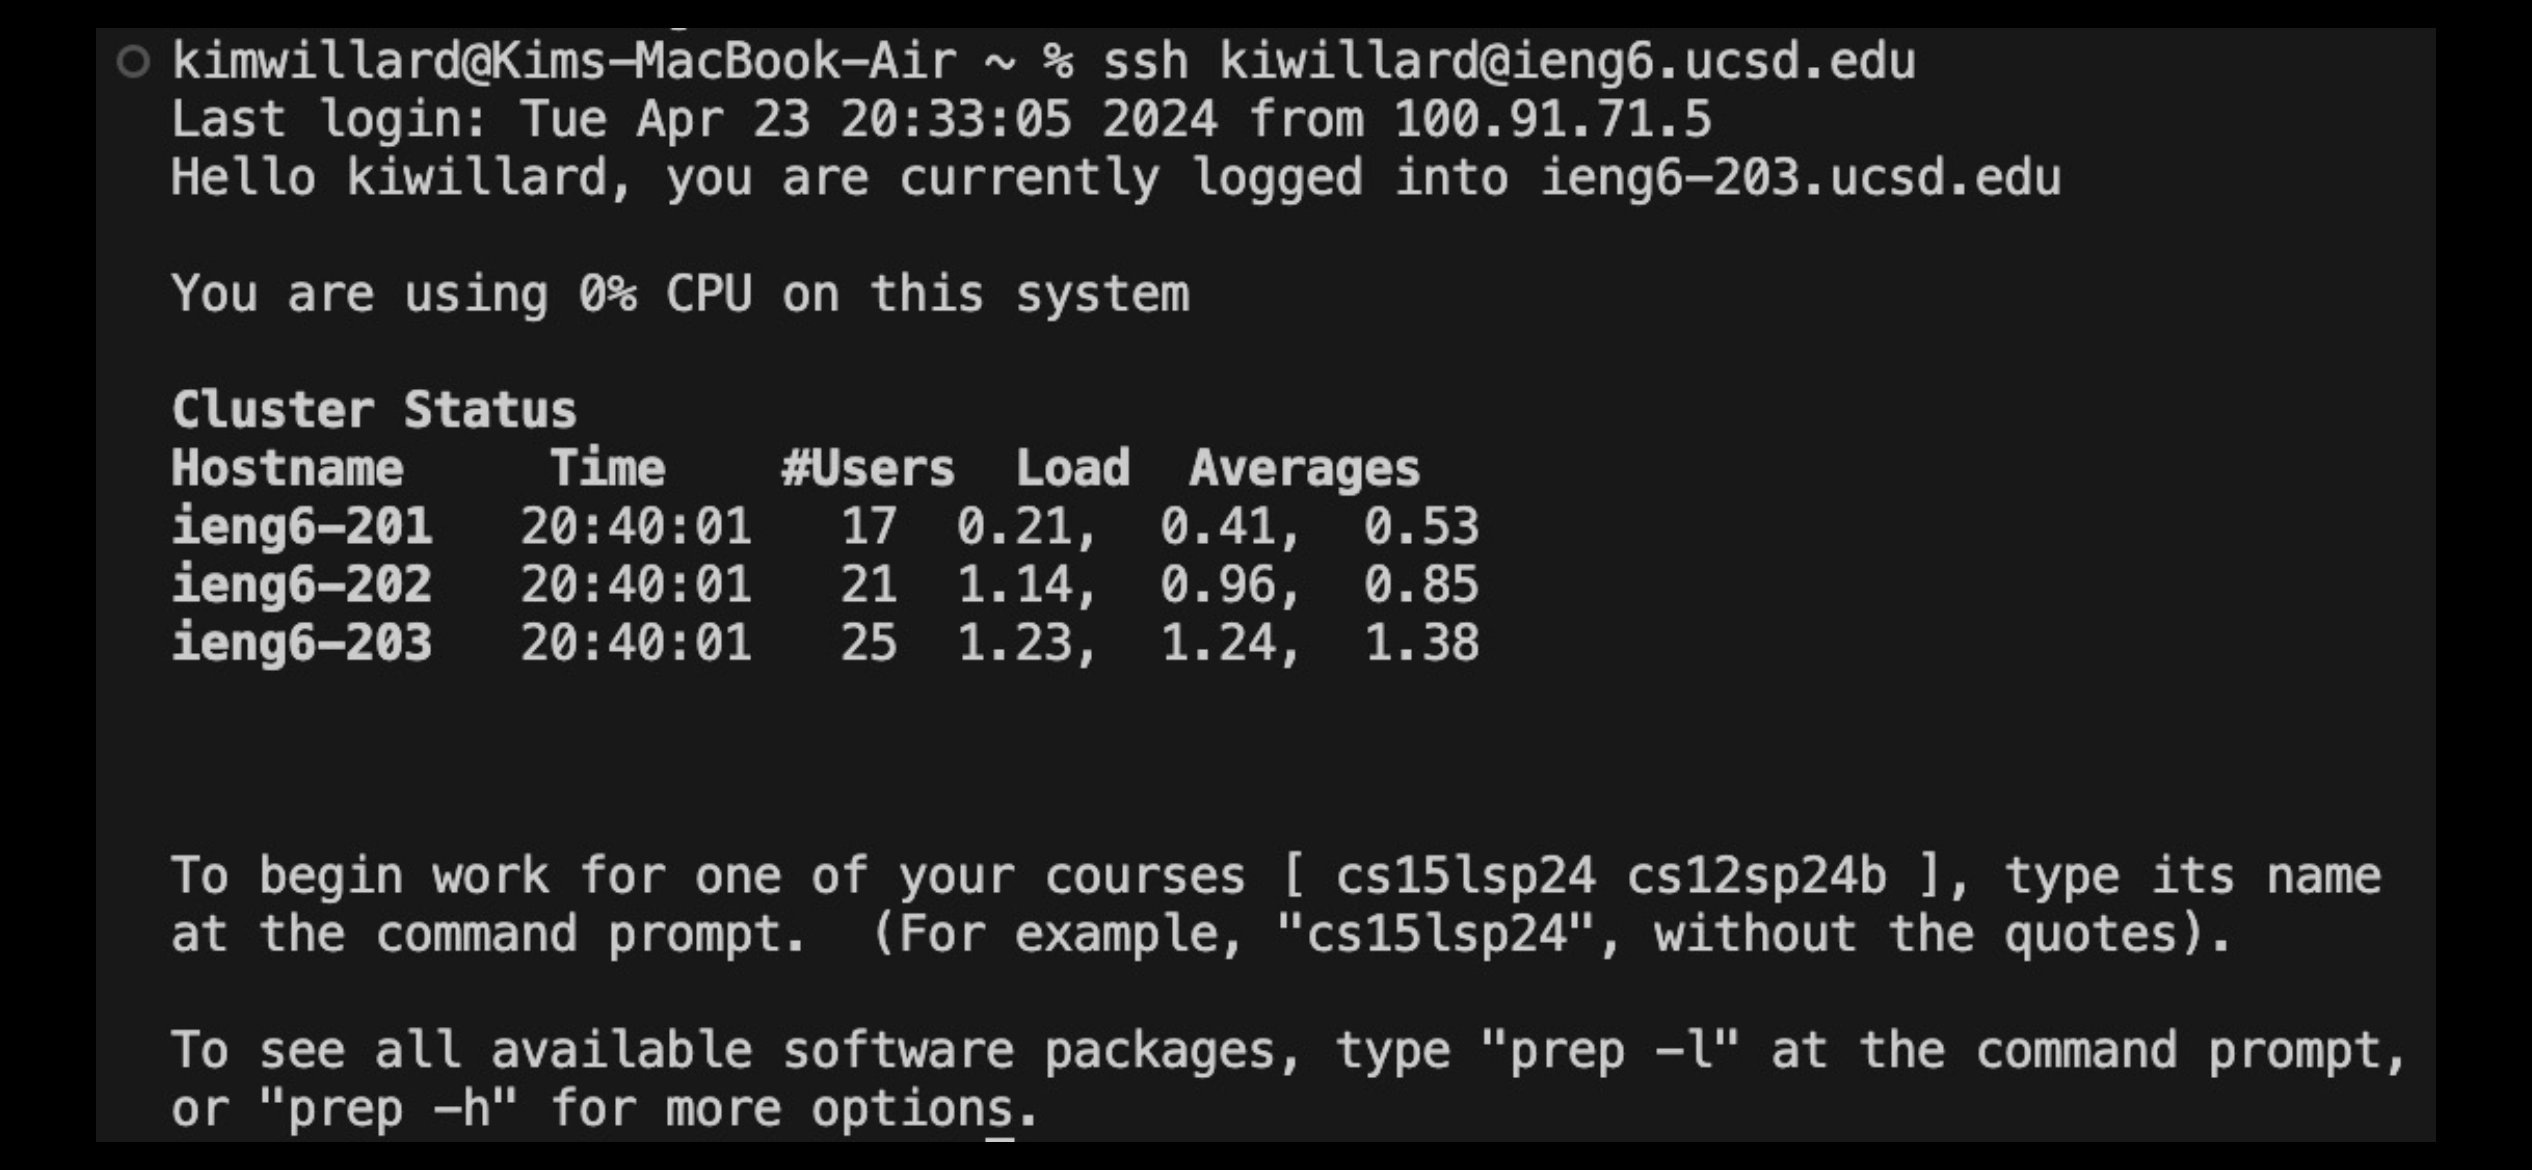 kimwillard@Kims-MacBook-Air ~ % ssh kiwillard@ieng6.ucsd.edu
Last login: Tue Apr 23 20:33:05 2024 from 100.91.71.5
Hello kiwillard, you are currently logged into ieng6-203.ucsd.edu
You are using 0% CPU on this system
Cluster Status
Hostname     Time    #Users  Load  Averages
ieng6-201   20:40:01   17  0.21,  0.41,  0.53
ieng6-202   20:40:01   21  1.14,  0.96,  0.85
ieng6-203   20:40:01   25  1.23,  1.24,  1.38
To begin work for one of your courses [ cs15lsp24 cs12sp24b ], type its name
at the command prompt.  (For example, "cs15lsp24", without the quotes).
To see all available software packages, type "prep -l" at the command prompt,
or "prep -h" for more options.